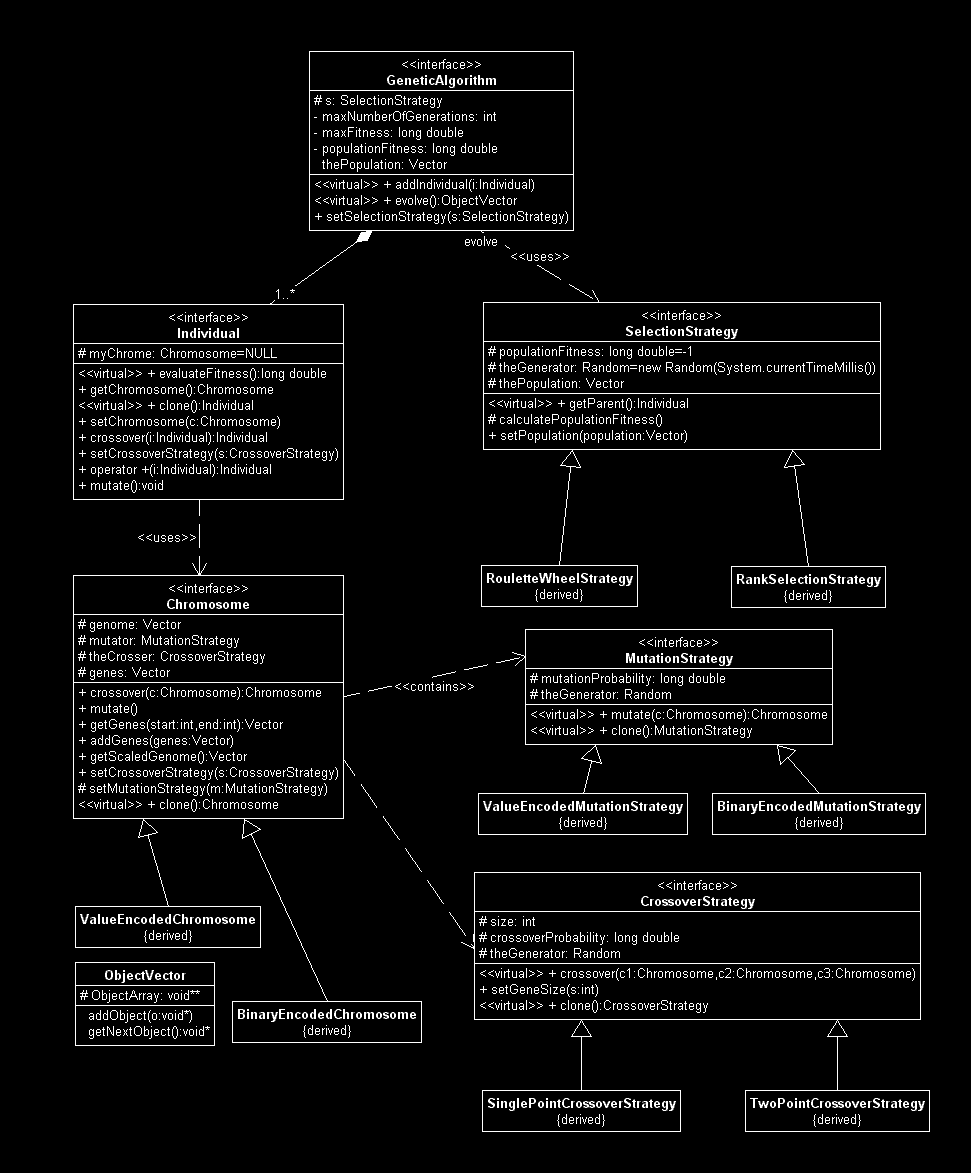 <<interface>>
GeneticAlgorithm
# s: SelectionStrategy
- maxNumberOfGenerations: int
- maxFitness: long double
- populationFitness: long double
thePopulation: Vector
<<virtual>> + addIndividual(i:Individual)
<<virtual>> + evolve():ObjectVector
+ setSelectionStrategy(s:SelectionStrategy)
evolve
<<uses>>
1..*
<<interface>>
Individual
# myChrome: Chromosome=NULL
<<virtual>> + evaluateFitness():long double
+ getChromosome():Chromosome
<<virtual>> + clone():Individual
+ setChromosome(c:Chromosome)
+ crossover(i:Individual):Individual
+ setCrossoverStrategy(s:CrossoverStrategy)
+ operator +(i:Individual):Individual
+ mutate():void
<<interface>>
SelectionStrategy
# populationFitness: long double=-1
# theGenerator: Random=new Random(System.currentTimeMillis())
# thePopulation: Vector
<<virtual>> + getParent():Individual
# calculatePopulationFitness()
+ setPopulation(population:Vector)
<<uses>>
RouletteWheelStrategy
{derived}
RankSelectionStrategy
{derived}
<<interface>>
Chromosome
# genome: Vector
# mutator: MutationStrategy
# theCrosser: CrossoverStrategy
# genes: Vector
+ crossover(c:Chromosome):Chromosome
+ mutate()
+ getGenes(start:int,end:int):Vector
+ addGenes(genes:Vector)
+ getScaledGenome():Vector
+ setCrossoverStrategy(s:CrossoverStrategy)
# setMutationStrategy(m:MutationStrategy)
<<virtual>> + clone():Chromosome
<<contains>>
<<interface>>
MutationStrategy
# mutationProbability: long double
# theGenerator: Random
<<virtual>> + mutate(c:Chromosome):Chromosome
<<virtual>> + clone():MutationStrategy
ValueEncodedMutationStrategy
{derived}
BinaryEncodedMutationStrategy
{derived}
<<interface>>
CrossoverStrategy
# size: int
# crossoverProbability: long double
# theGenerator: Random
<<virtual>> + crossover(c1:Chromosome,c2:Chromosome,c3:Chromosome)
+ setGeneSize(s:int)
<<virtual>> + clone():CrossoverStrategy
ValueEncodedChromosome
{derived}
ObjectVector
# ObjectArray: void**
addObject(o:void*)
getNextObject():void*
BinaryEncodedChromosome
{derived}
SinglePointCrossoverStrategy
{derived}
TwoPointCrossoverStrategy
{derived}